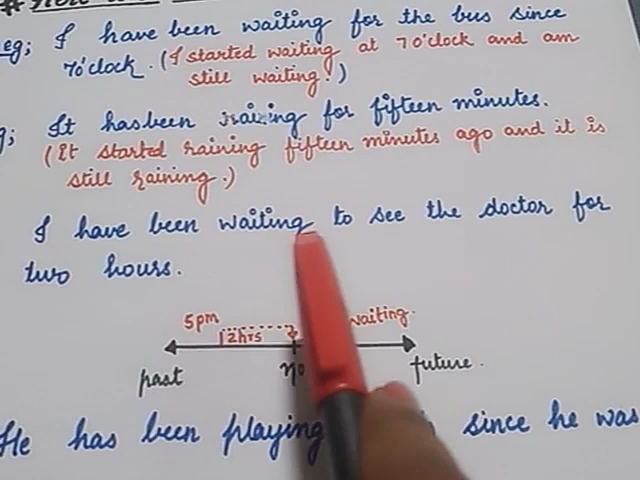 eg; I have been waiting for the bus since
7o'clock. (I started waiting at 7o'clock and am
still waiting!)
It hasbeen raining for fifteen minutes.
(It started raining fifteen minutes ago and it is
still raining.)
I have been waiting to see the doctor for
two hours.
5pm waiting.
2hrs
past future.
He has been playing since he was